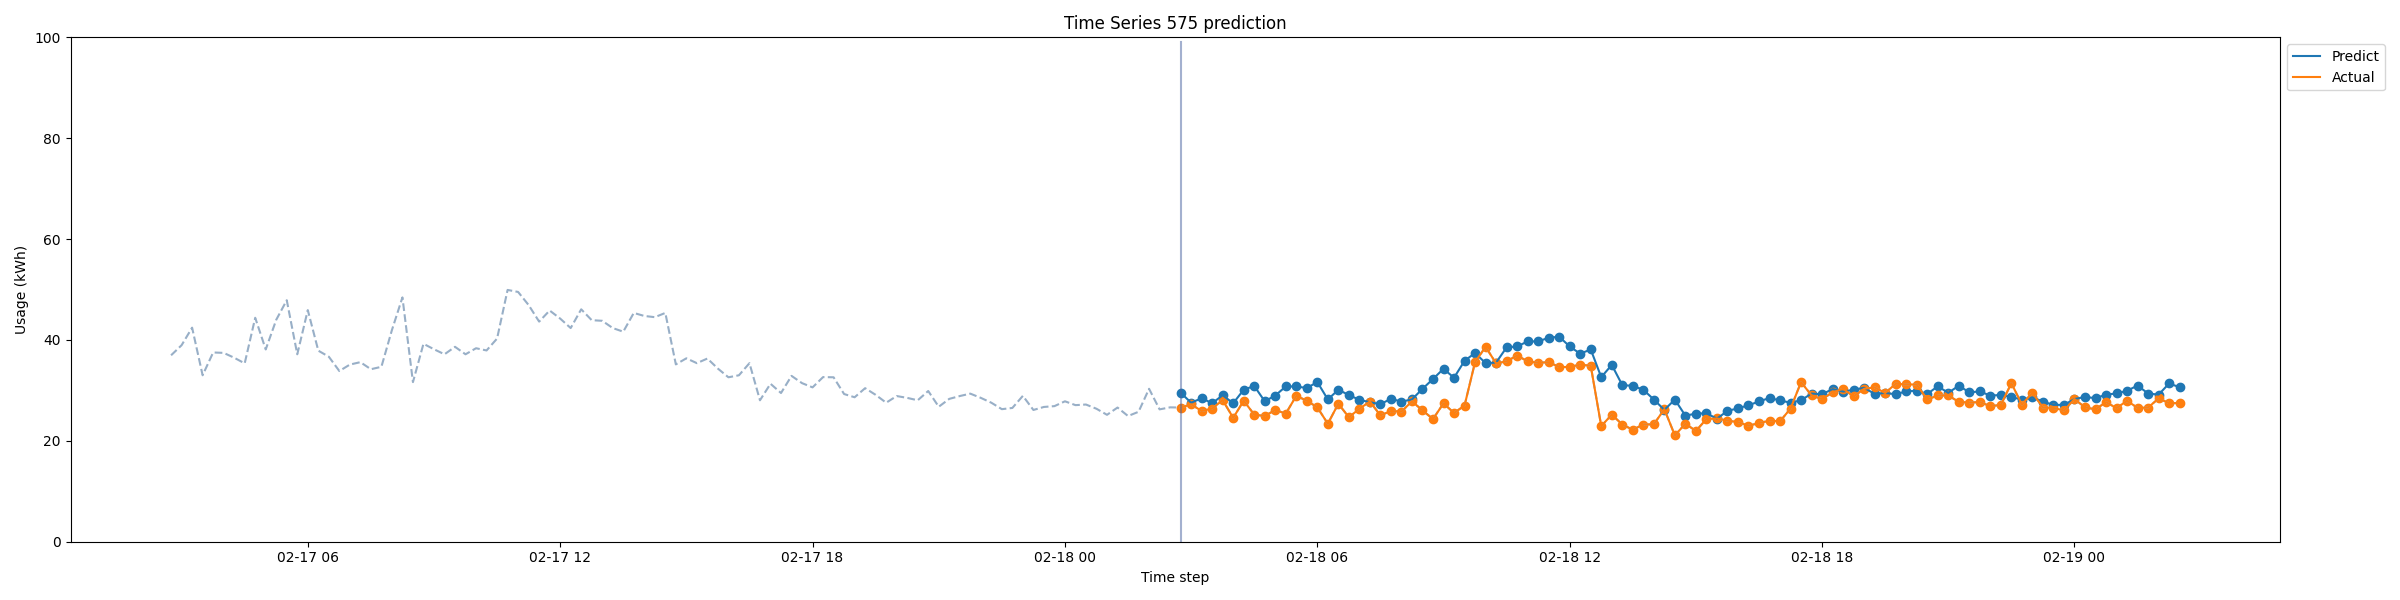 Time Series 575 prediction
Predict
Actual
Usage (kWh)
100
80
60
40
20
0
02-17 06
02-17 12
02-17 18
02-18 00
02-18 06
02-18 12
02-18 18
02-19 00
Time step